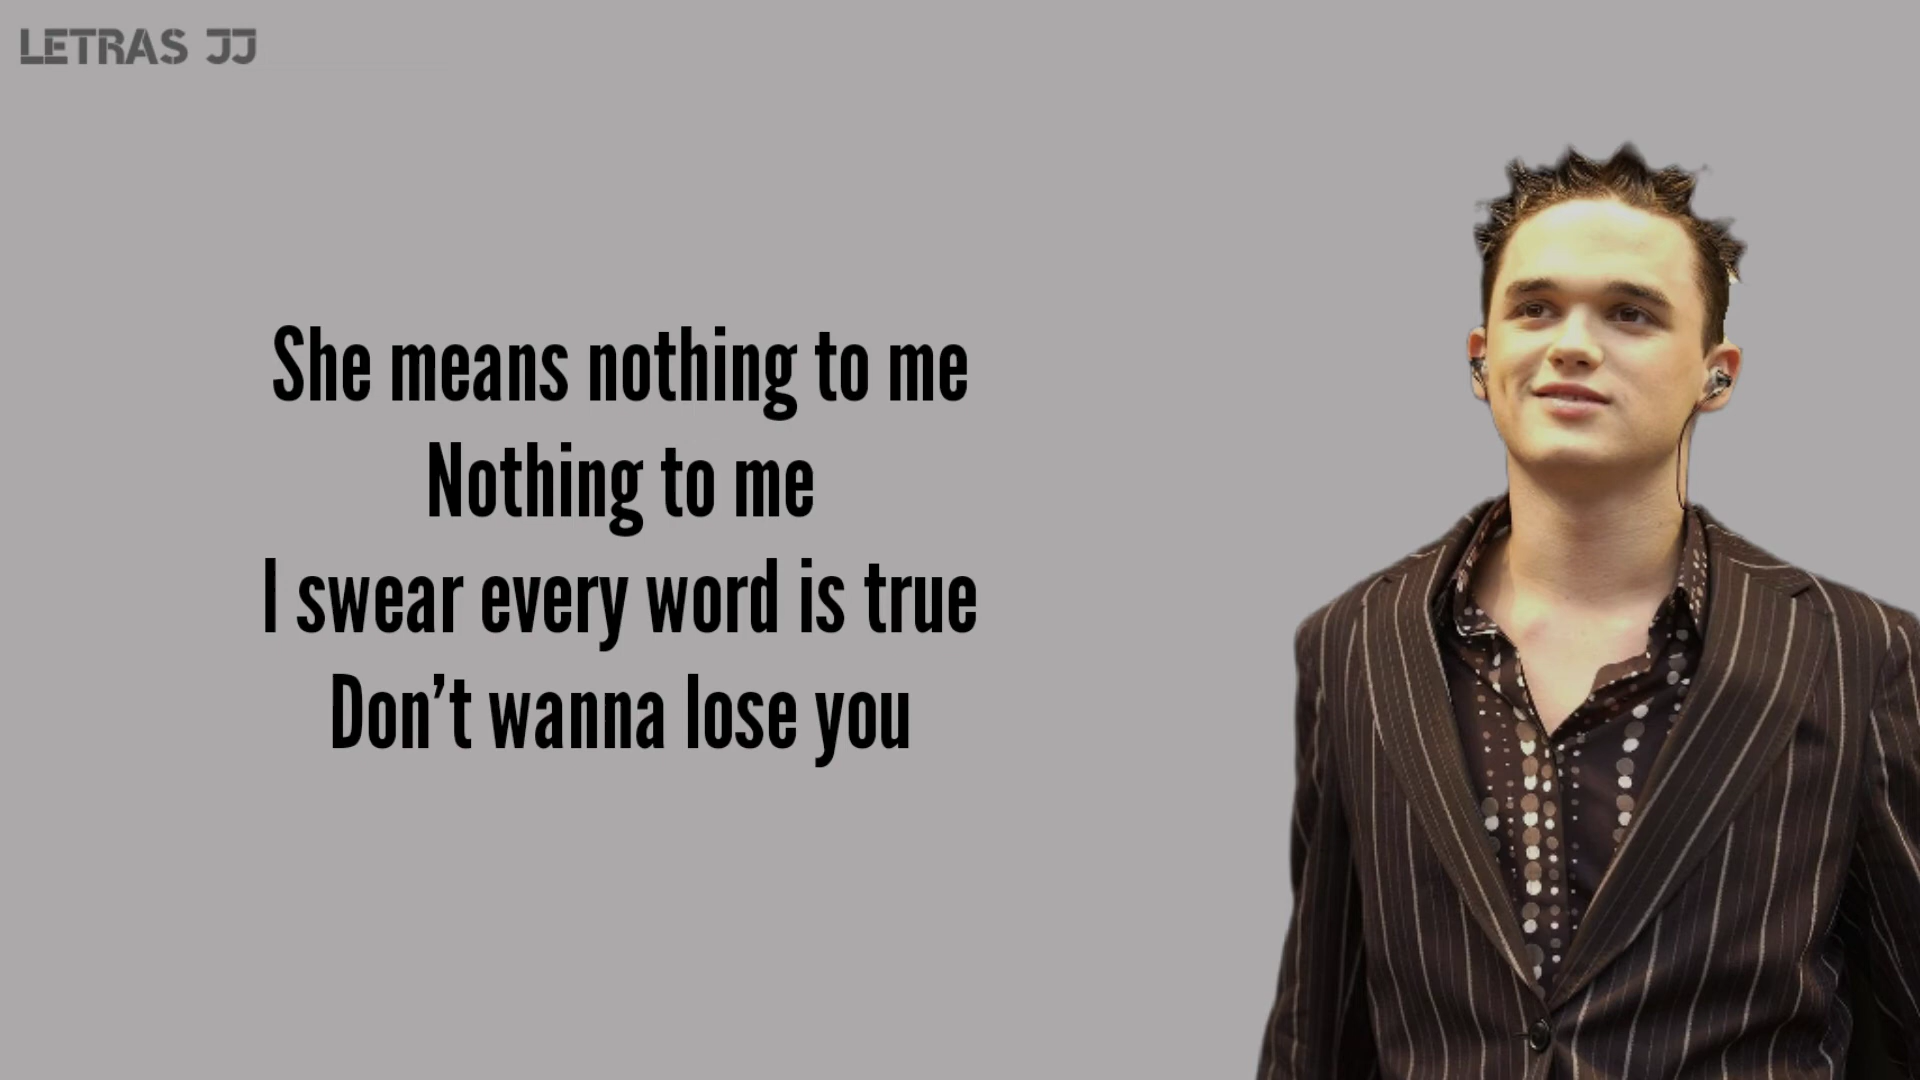 LETRAS JJ
She means nothing to me
Nothing to me
I swear every word is true
Don’t wanna lose you